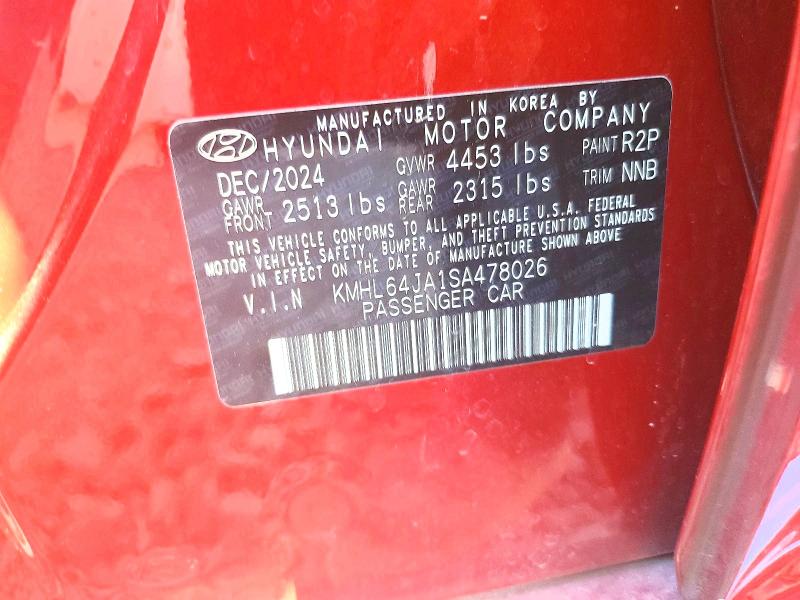 MANUFACTURED IN KOREA BY
HYUNDAI MOTOR COMPANY
DEC/2024 GVWR 4453 lbs PAINT R2P
GAWR FRONT 2513 lbs GAWR REAR 2315 lbs TRIM NNB
THIS VEHICLE CONFORMS TO ALL APPLICABLE U.S.A. FEDERAL
MOTOR VEHICLE SAFETY, BUMPER, AND THEFT PREVENTION STANDARDS
IN EFFECT ON THE DATE OF MANUFACTURE SHOWN ABOVE
V.I.N KMHL64JA1SA478026
PASSENGER CAR